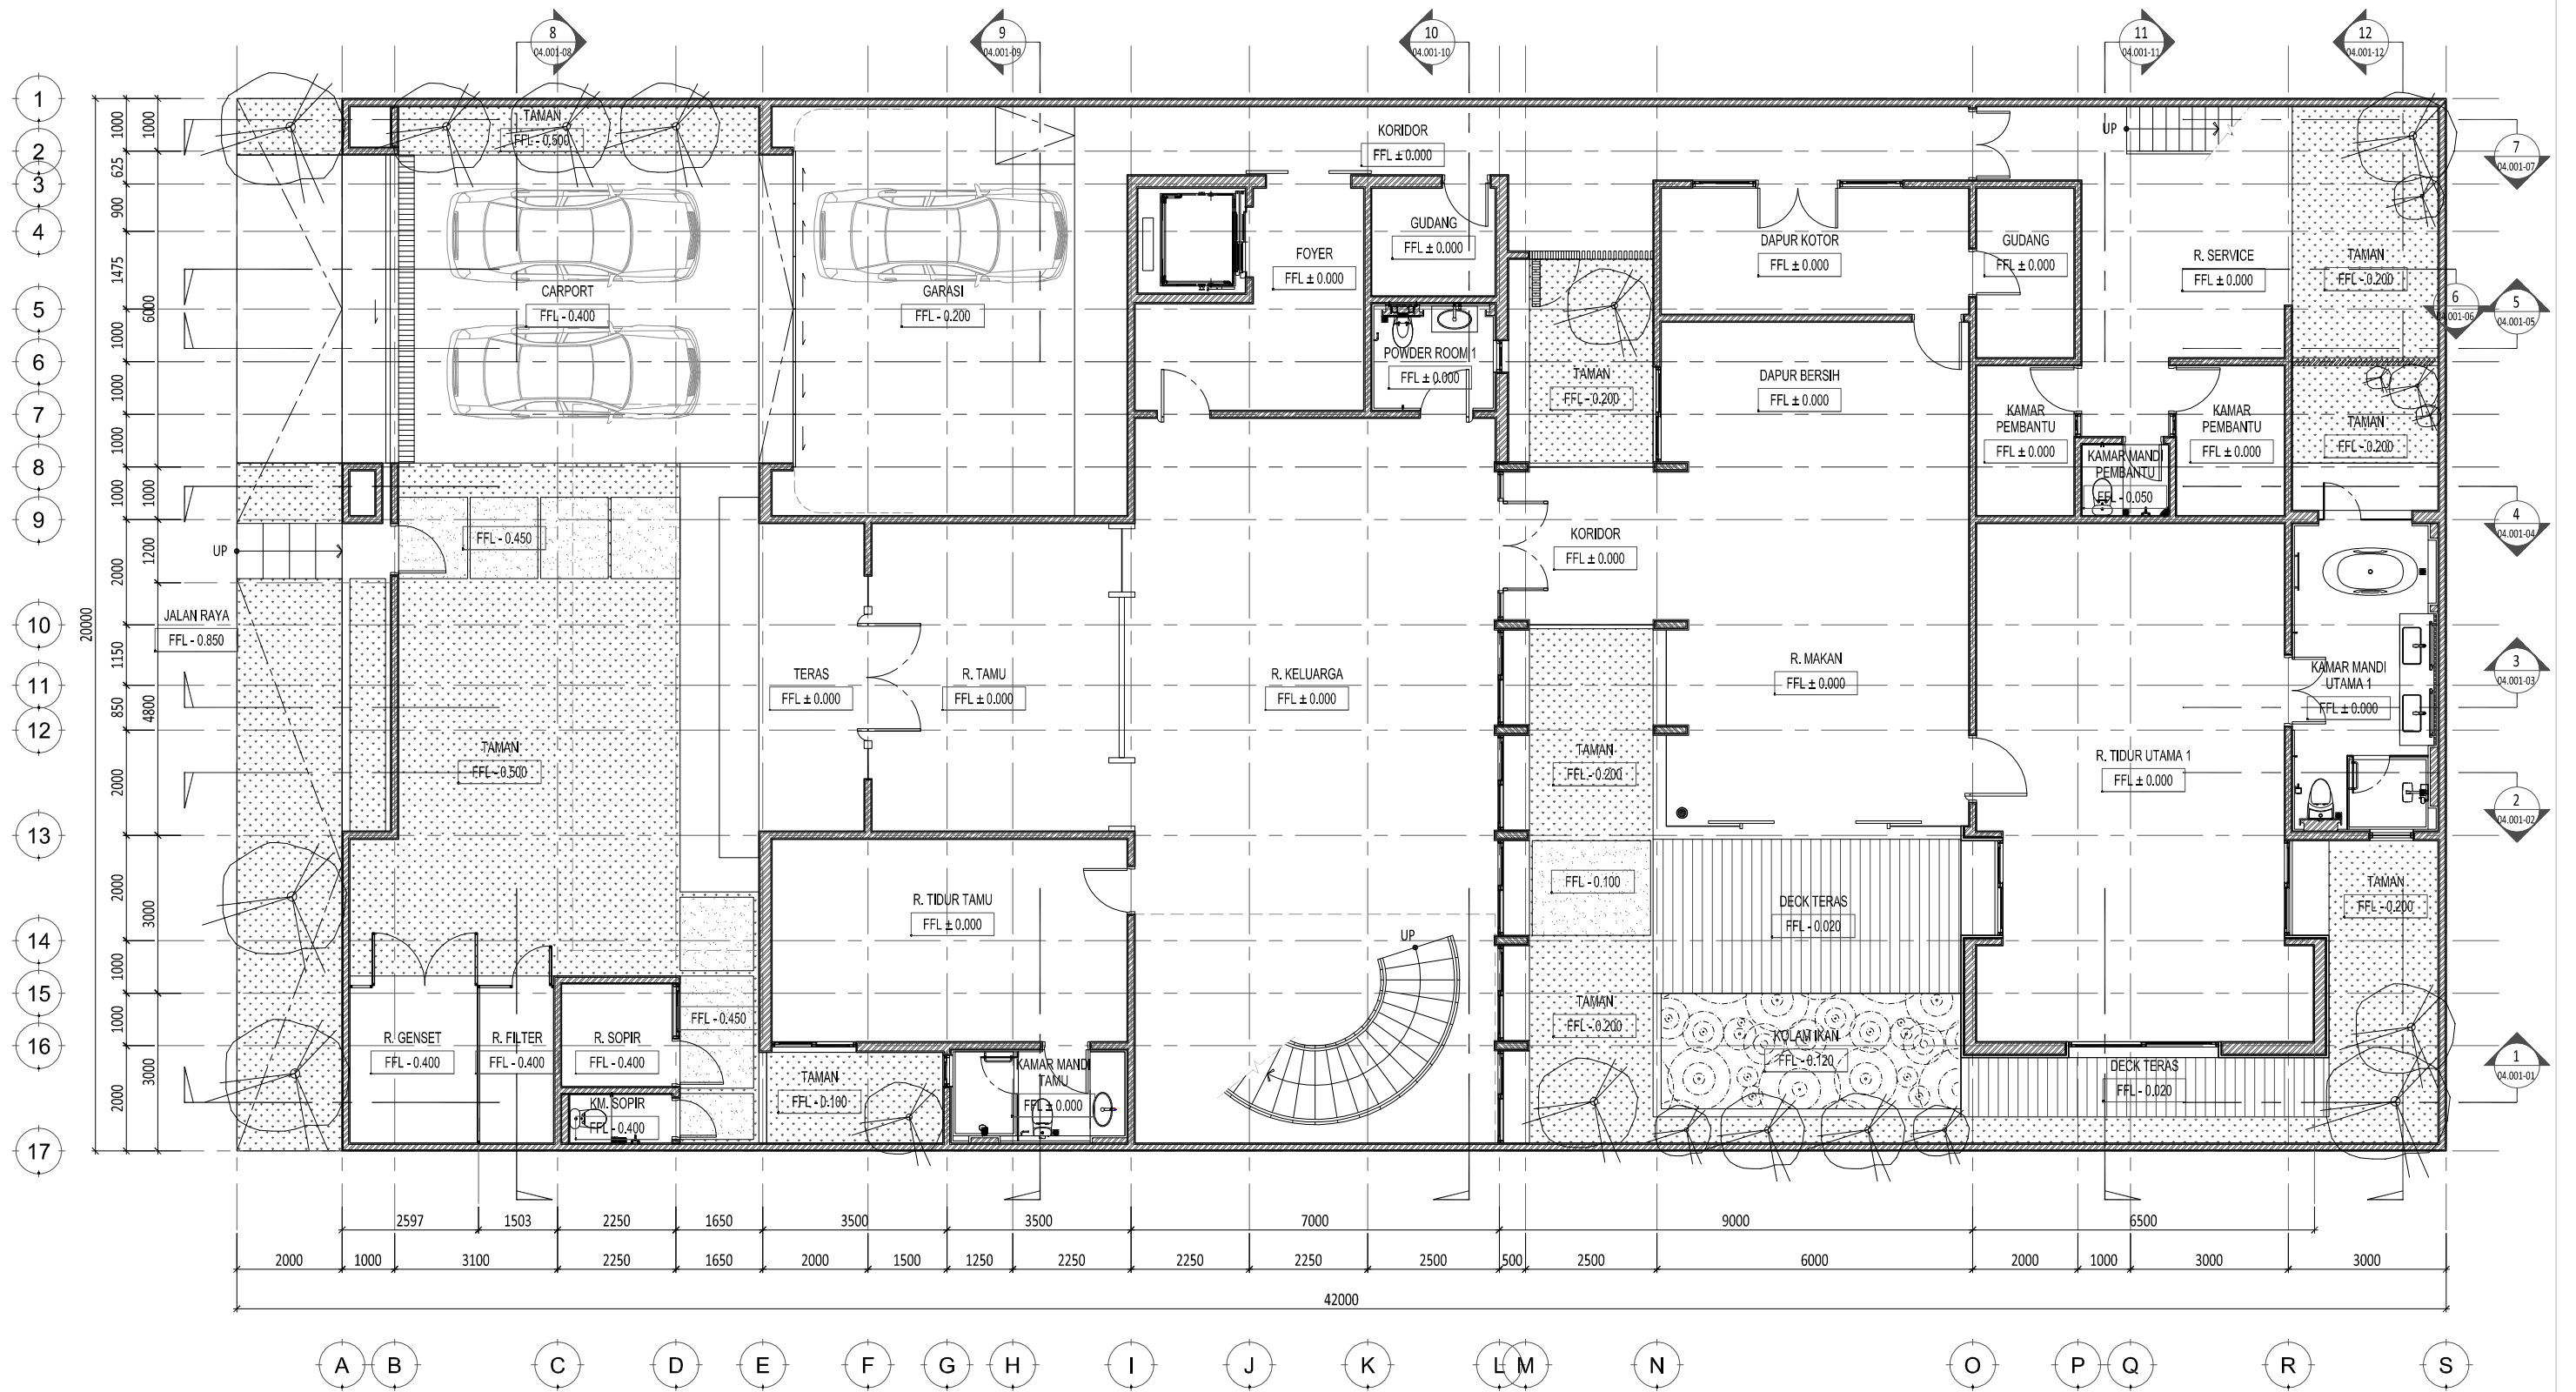 8
04.001-08
9
04.001-09
10
04.001-10
11
04.001-11
12
04.001-12
1
2
3
4
5
6
7
8
9
10
11
12
13
14
15
16
17
20000
1000
625
900
1475
1000
1000
1000
1000
2000
1150
850
2000
2000
1000
1000
2000
1000
6000
1000
1200
4800
3000
3000
TAMAN
FFL - 0.500
KORIDOR
FFL ± 0.000
UP
7
04.001-07
GUDANG
FFL ± 0.000
FOYER
FFL ± 0.000
DAPUR KOTOR
FFL ± 0.000
GUDANG
FFL ± 0.000
R. SERVICE
FFL ± 0.000
TAMAN
FFL - 0.200
CARPORT
FFL - 0.400
GARASI
FFL - 0.200
6
04.001-06
5
04.001-05
POWDER ROOM 1
FFL ± 0.000
TAMAN
FFL - 0.200
DAPUR BERSIH
FFL ± 0.000
KAMAR
PEMBANTU
FFL ± 0.000
KAMAR
PEMBANTU
FFL ± 0.000
TAMAN
FFL - 0.200
KAMAR MANDI
PEMBANTU
FFL - 0.050
4
04.001-04
UP
FFL - 0.450
KORIDOR
FFL ± 0.000
JALAN RAYA
FFL - 0.850
TERAS
FFL ± 0.000
R. TAMU
FFL ± 0.000
R. KELUARGA
FFL ± 0.000
R. MAKAN
FFL ± 0.000
KAMAR MANDI
UTAMA 1
FFL ± 0.000
3
04.001-03
TAMAN
FFL - 0.500
TAMAN
FFL - 0.200
R. TIDUR UTAMA 1
FFL ± 0.000
2
04.001-02
R. TIDUR TAMU
FFL ± 0.000
FFL - 0.100
DECK TERAS
FFL - 0.020
TAMAN
FFL - 0.200
UP
R. GENSET
FFL - 0.400
R. FILTER
FFL - 0.400
R. SOPIR
FFL - 0.400
FFL - 0.450
TAMAN
FFL - 0.200
KOLAM IKAN
FFL - 0.120
KM. SOPIR
FFL - 0.400
TAMAN
FFL - 0.100
KAMAR MANDI
TAMU
FFL ± 0.000
DECK TERAS
FFL - 0.020
1
04.001-01
2597 1503 2250 1650 3500 3500 7000 9000 6500
2000 1000 3100 2250 1650 2000 1500 1250 2250 2250 2250 2500 500 2500 6000 2000 1000 3000 3000
42000
A B C D E F G H I J K L M N O P Q R S